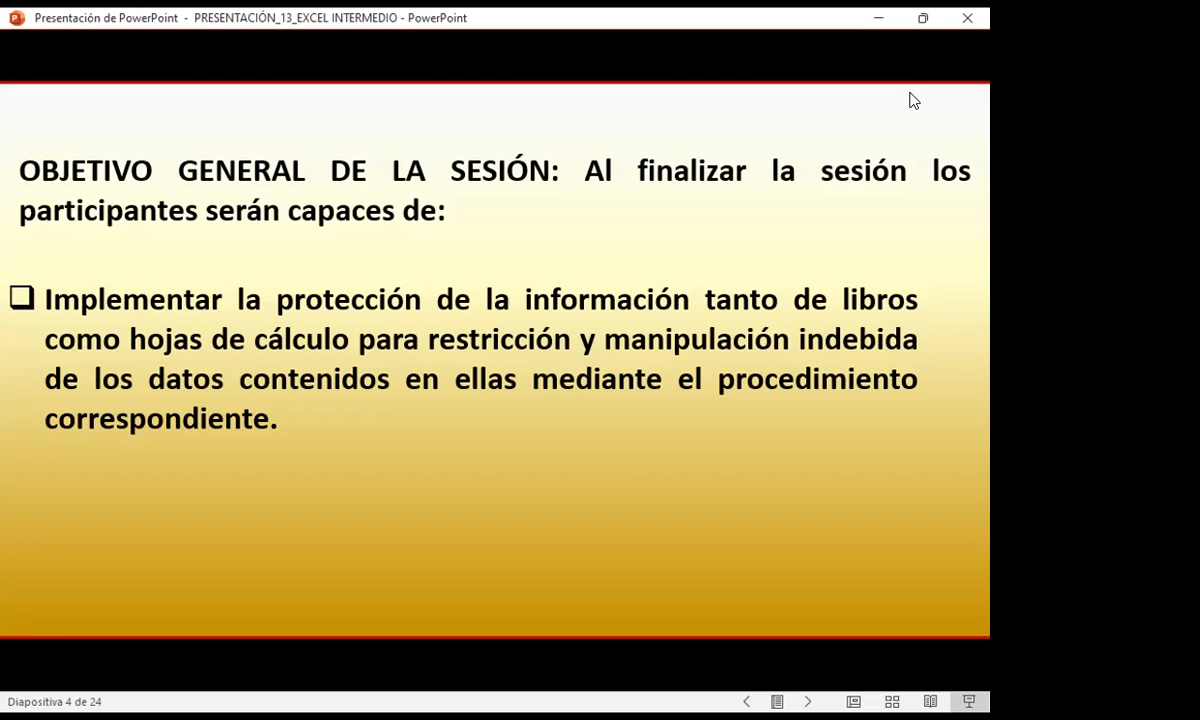 Presentación de PowerPoint - PRESENTACIÓN_13_EXCEL INTERMEDIO - PowerPoint
OBJETIVO GENERAL DE LA SESIÓN: Al finalizar la sesión los
participantes serán capaces de:
Implementar la protección de la información tanto de libros
como hojas de cálculo para restricción y manipulación indebida
de los datos contenidos en ellas mediante el procedimiento
correspondiente.
Diapositiva 4 de 24